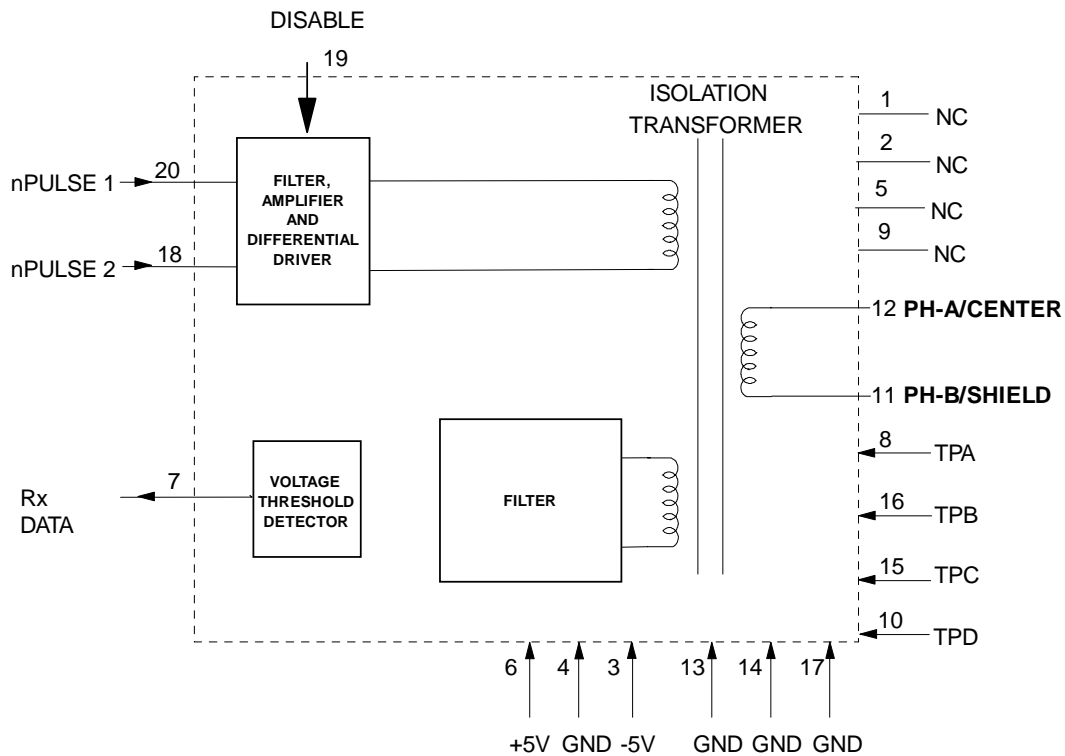 DISABLE
19
ISOLATION
TRANSFORMER
1
NC
2
NC
5
NC
9
NC
nPULSE 1
20
FILTER,
AMPLIFIER
AND
DIFFERENTIAL
DRIVER
nPULSE 2
18
12 PH-A/CENTER
11 PH-B/SHIELD
8
TPA
16
TPB
15
TPC
10
TPD
Rx
DATA
7
VOLTAGE
THRESHOLD
DETECTOR
FILTER
6
4
3
13
14
17
+5V GND -5V GND GND GND